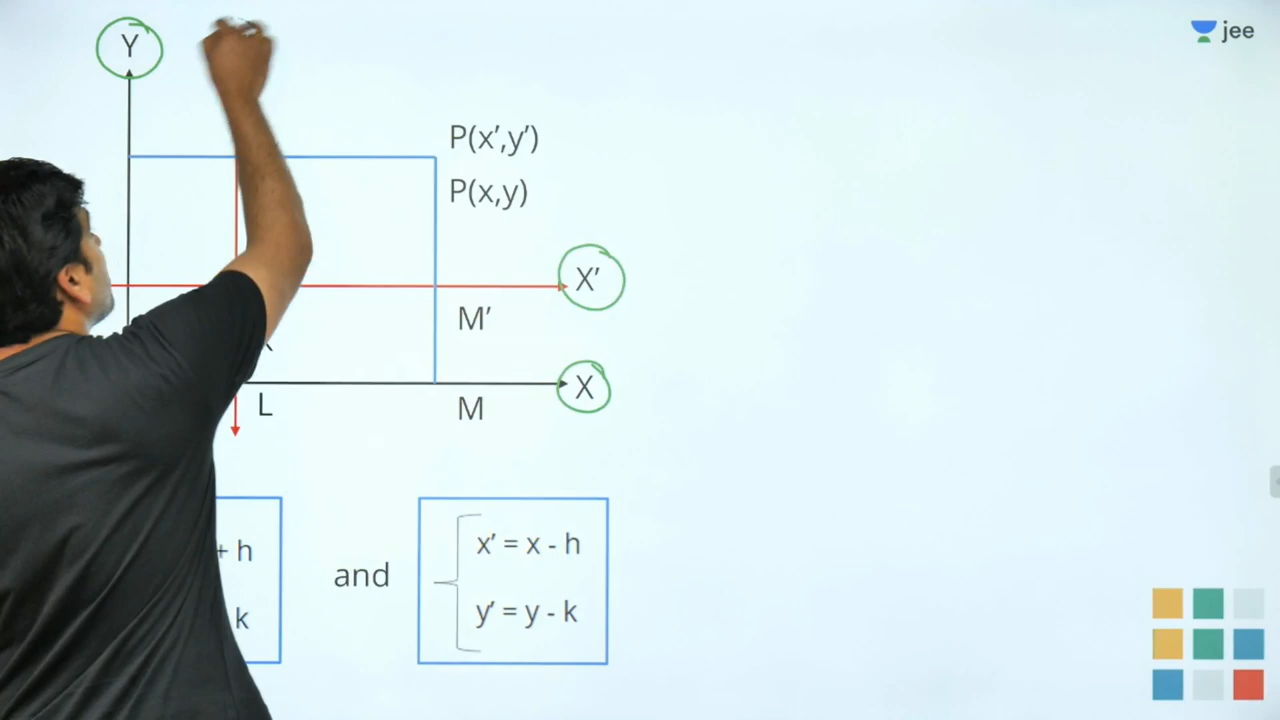 Y
jee
P(x′,y′)
P(x,y)
X′
M′
X
L
M
+ h
k
and
x′ = x - h
y′ = y - k